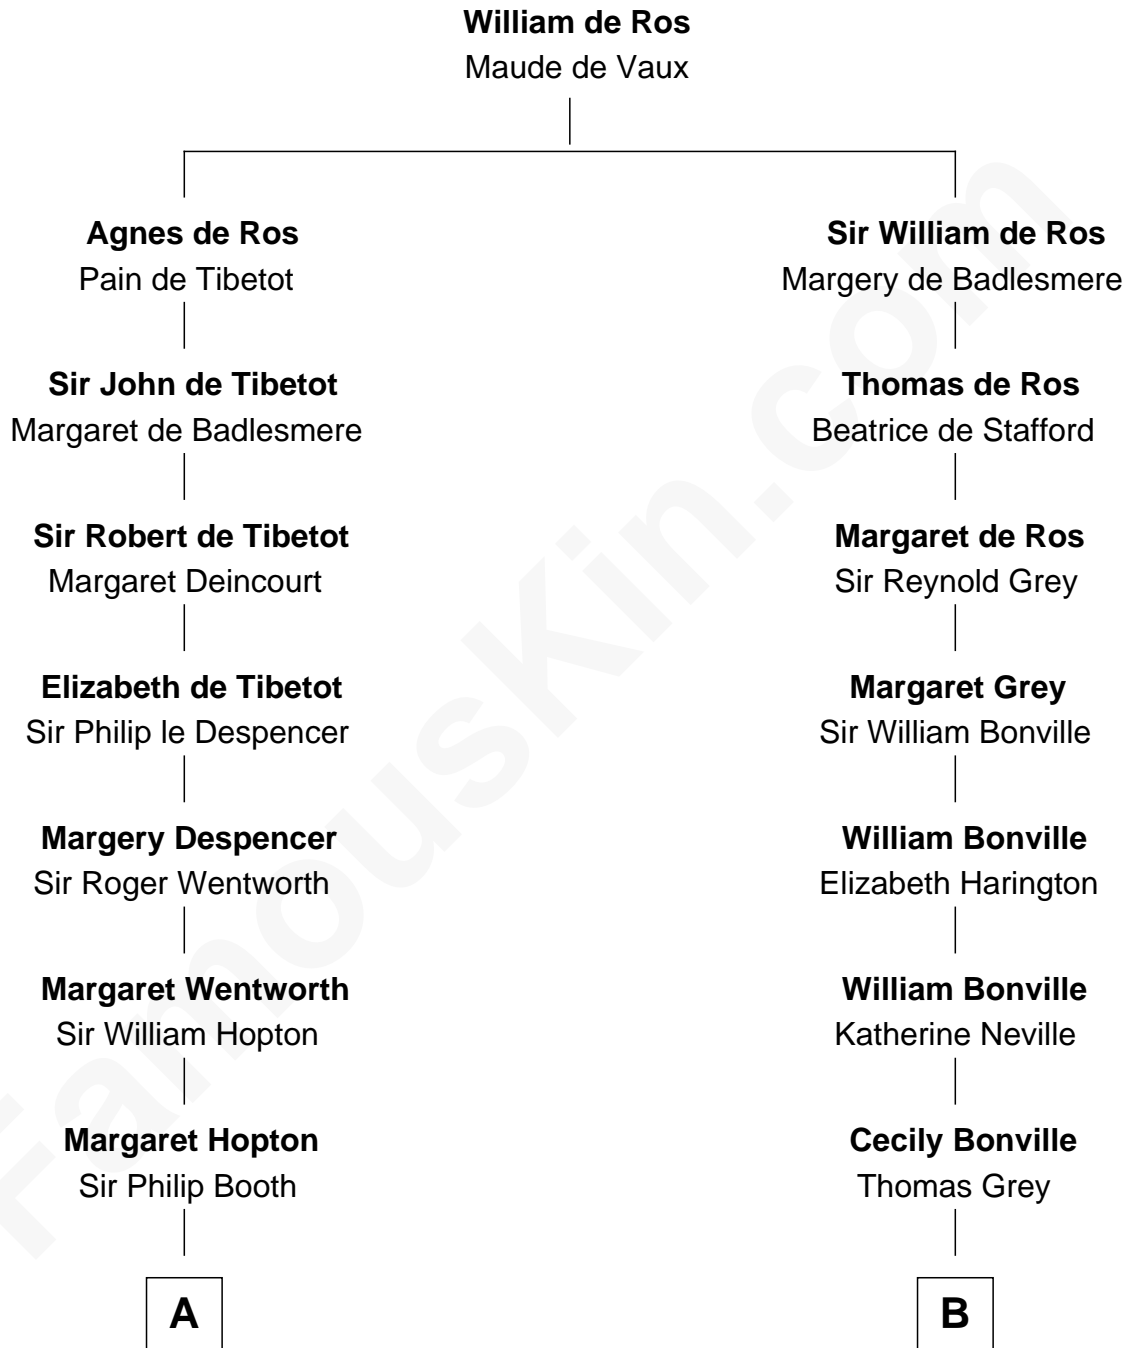 William de Ros
Maude de Vaux
Agnes de Ros
Pain de Tibetot
Sir John de Tibetot
Margaret de Badlesmere
Sir Robert de Tibetot
Margaret Deincourt
Elizabeth de Tibetot
Sir Philip le Despencer
Margery Despencer
Sir Roger Wentworth
Margaret Wentworth
Sir William Hopton
Margaret Hopton
Sir Philip Booth
A
Sir William de Ros
Margery de Badlesmere
Thomas de Ros
Beatrice de Stafford
Margaret de Ros
Sir Reynold Grey
Margaret Grey
Sir William Bonville
William Bonville
Elizabeth Harington
William Bonville
Katherine Neville
Cecily Bonville
Thomas Grey
B
FamousKin.com